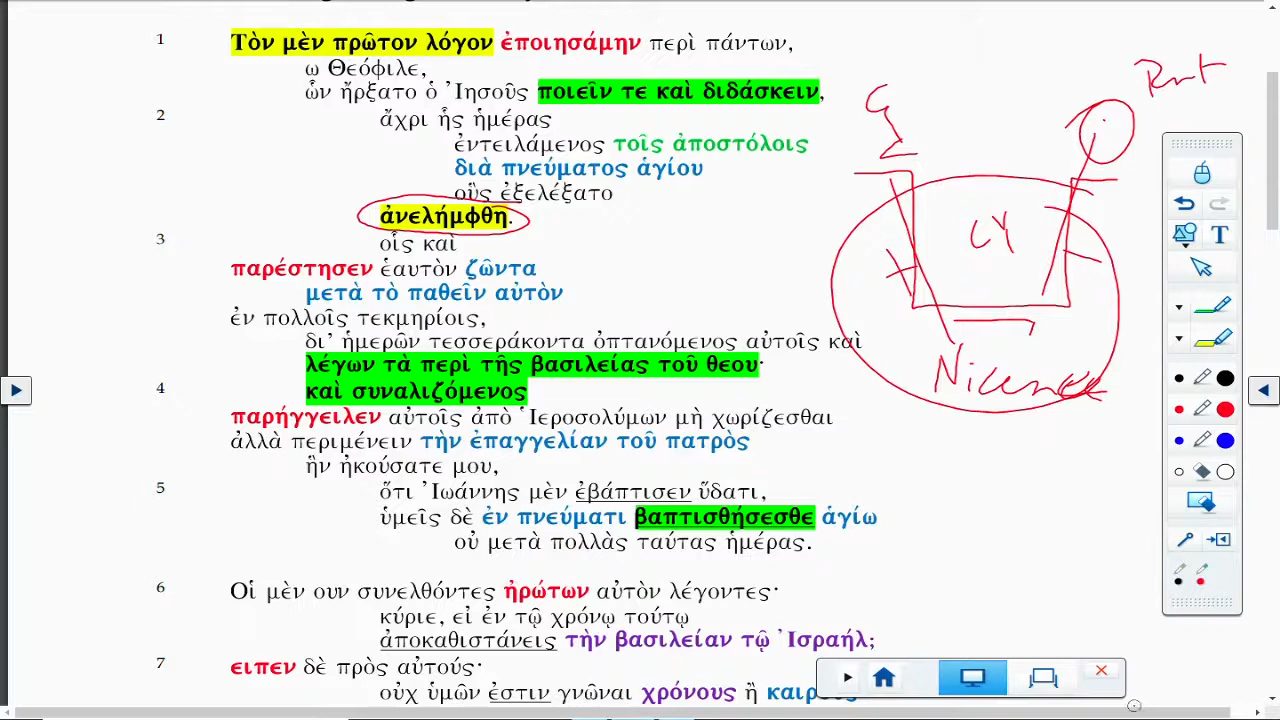 1 Τὸν μὲν πρῶτον λόγον ἐποιησάμην περὶ πάντων,
ω Θεόφιλε,
ὧν ἤρξατο ὁ Ἰησοῦς ποιεῖν τε καὶ διδάσκειν,
2 ἄχρι ἧς ἡμέρας
ἐντειλάμενος τοῖς ἀποστόλοις
διὰ πνεύματος ἁγίου
οὓς ἐξελέξατο
ἀνελήμφθη.
3 οἷς καὶ
παρέστησεν ἑαυτὸν ζῶντα
μετὰ τὸ παθεῖν αὐτὸν
ἐν πολλοῖς τεκμηρίοις,
δι’ ἡμερῶν τεσσεράκοντα ὀπτανόμενος αὐτοῖς καὶ
λέγων τὰ περὶ τῆς βασιλείας τοῦ θεου·
4 καὶ συναλιζόμενος
παρήγγειλεν αὐτοῖς ἀπὸ Ἱεροσολύμων μὴ χωρίζεσθαι
ἀλλὰ περιμένειν τὴν ἐπαγγελίαν τοῦ πατρὸς
ἣν ἠκούσατε μου,
5 ὅτι Ἰωάννης μὲν ἐβάπτισεν ὕδατι,
ὑμεῖς δὲ ἐν πνεύματι βαπτισθήσεσθε ἁγίω
οὐ μετὰ πολλὰς ταύτας ἡμέρας.
6 Οἱ μὲν ουν συνελθόντες ἠρώτων αὐτὸν λέγοντες·
κύριε, εἰ ἐν τῷ χρόνῳ τούτῳ
ἀποκαθιστάνεις τὴν βασιλείαν τῷ Ἰσραήλ;
7 ειπεν δὲ πρὸς αὐτούς·
οὐχ ὑμῶν ἐστιν γνῶναι χρόνους ἢ
T